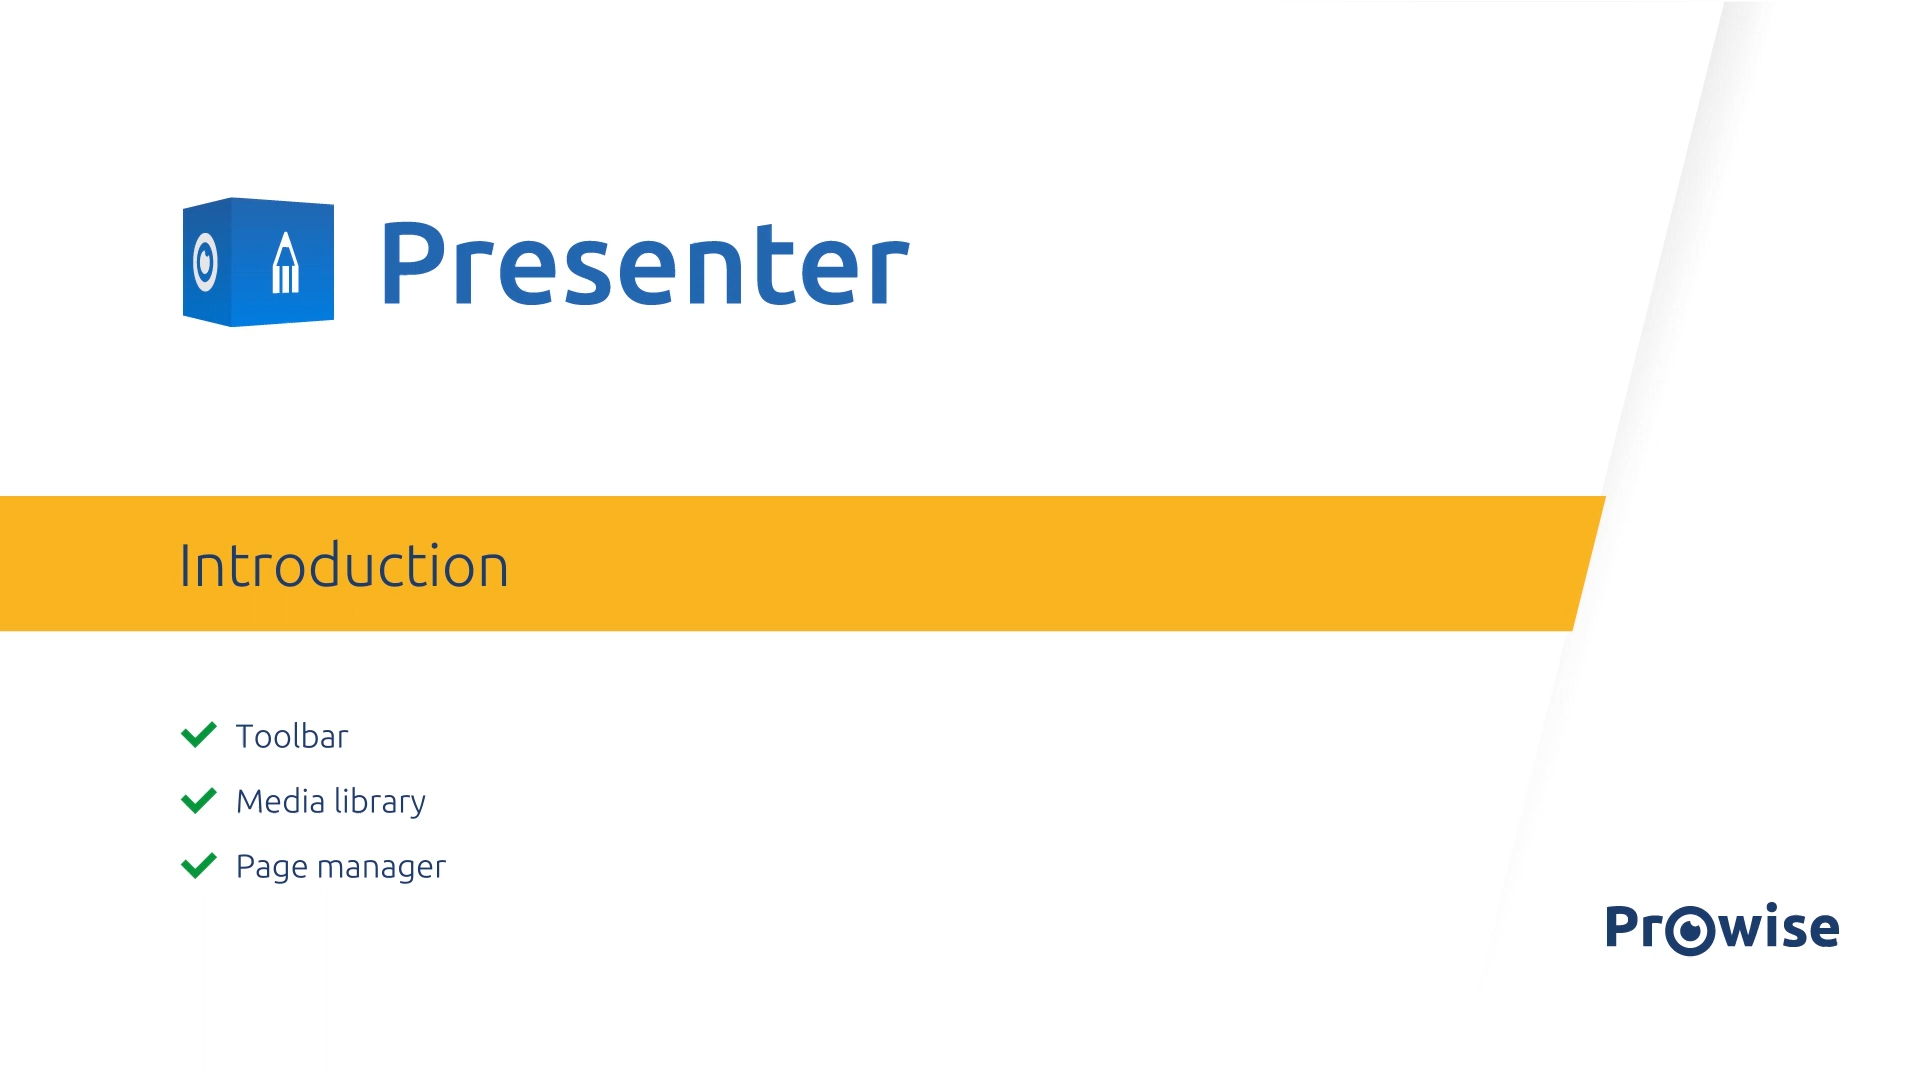 Presenter
Introduction
Toolbar
Media library
Page manager
Prowise